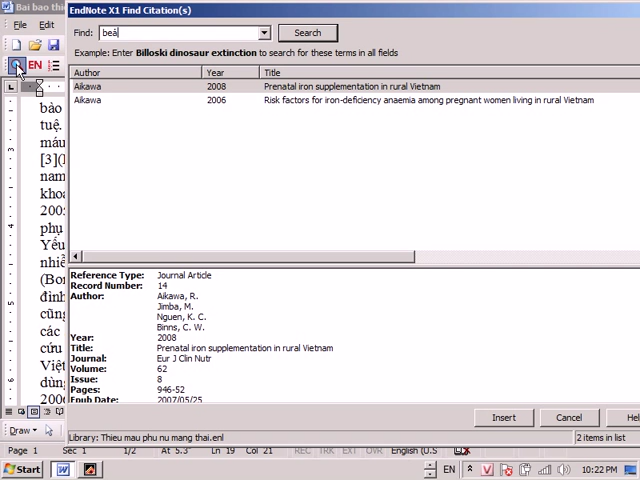 Bai bao thie
EndNote X1 Find Citation(s)
File Edit
Find: beâ Search
Example: Enter Billoski dinosaur extinction to search for these terms in all fields
EN
Author Year Title
Aikawa 2008 Prenatal iron supplementation in rural Vietnam
Aikawa 2006 Risk factors for iron-deficiency anaemia among pregnant women living in rural Vietnam
bào
tuệ.
máu
[3](
nam
khoa
200
phụ
Yếu
nhiễ
(Bor
định
cũng
các
cứu
Việt
dùng
2006
Reference Type: Journal Article
Record Number: 14
Author: Aikawa, R.
Jimba, M.
Nguen, K. C.
Binns, C. W.
Year: 2008
Title: Prenatal iron supplementation in rural Vietnam
Journal: Eur J Clin Nutr
Volume: 62
Issue: 8
Pages: 946-52
Epub Date: 2007/05/25
Insert Cancel Hel
Draw
Library: Thieu mau phu nu mang thai.enl 2 items in list
Page 1 Sec 1 1/2 At 5.3" Ln 19 Col 21 REC TRK EXT OVR English (U.S
Start EN 10:22 PM